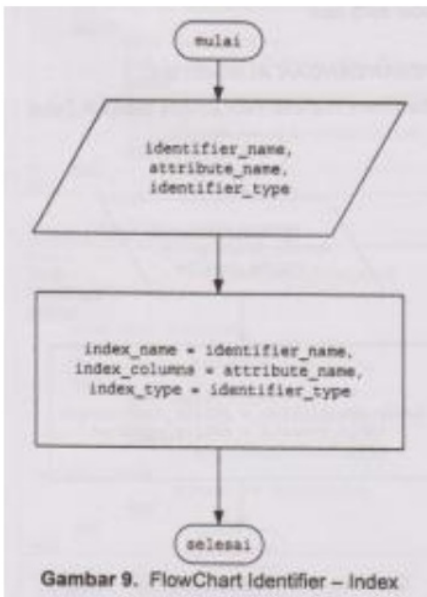 mulai
identifier_name,
attribute_name,
identifier_type
index_name = identifier_name,
index_columns = attribute_name,
index_type = identifier_type
selesai
Gambar 9. FlowChart Identifier – Index